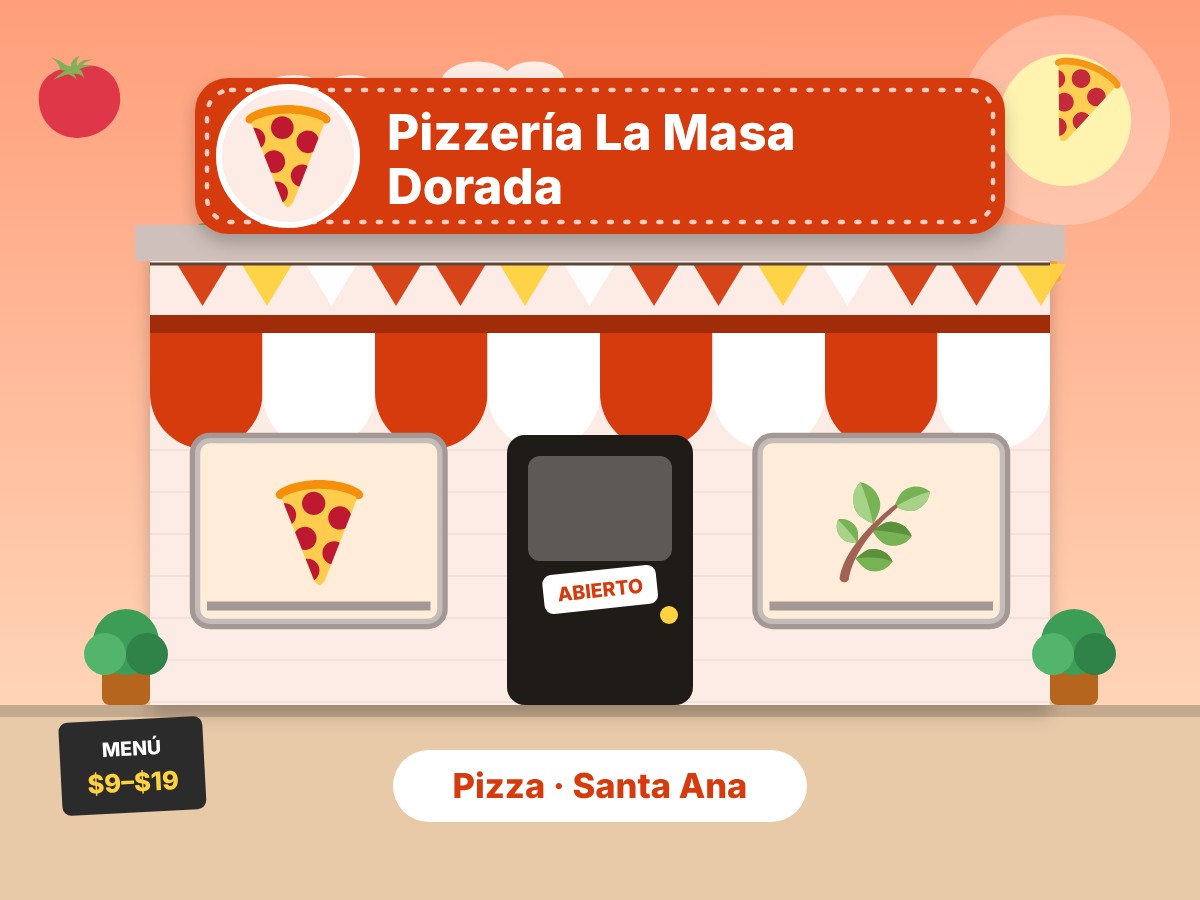 Pizzería La Masa
Dorada
ABIERTO
MENÚ
$9–$19
Pizza · Santa Ana